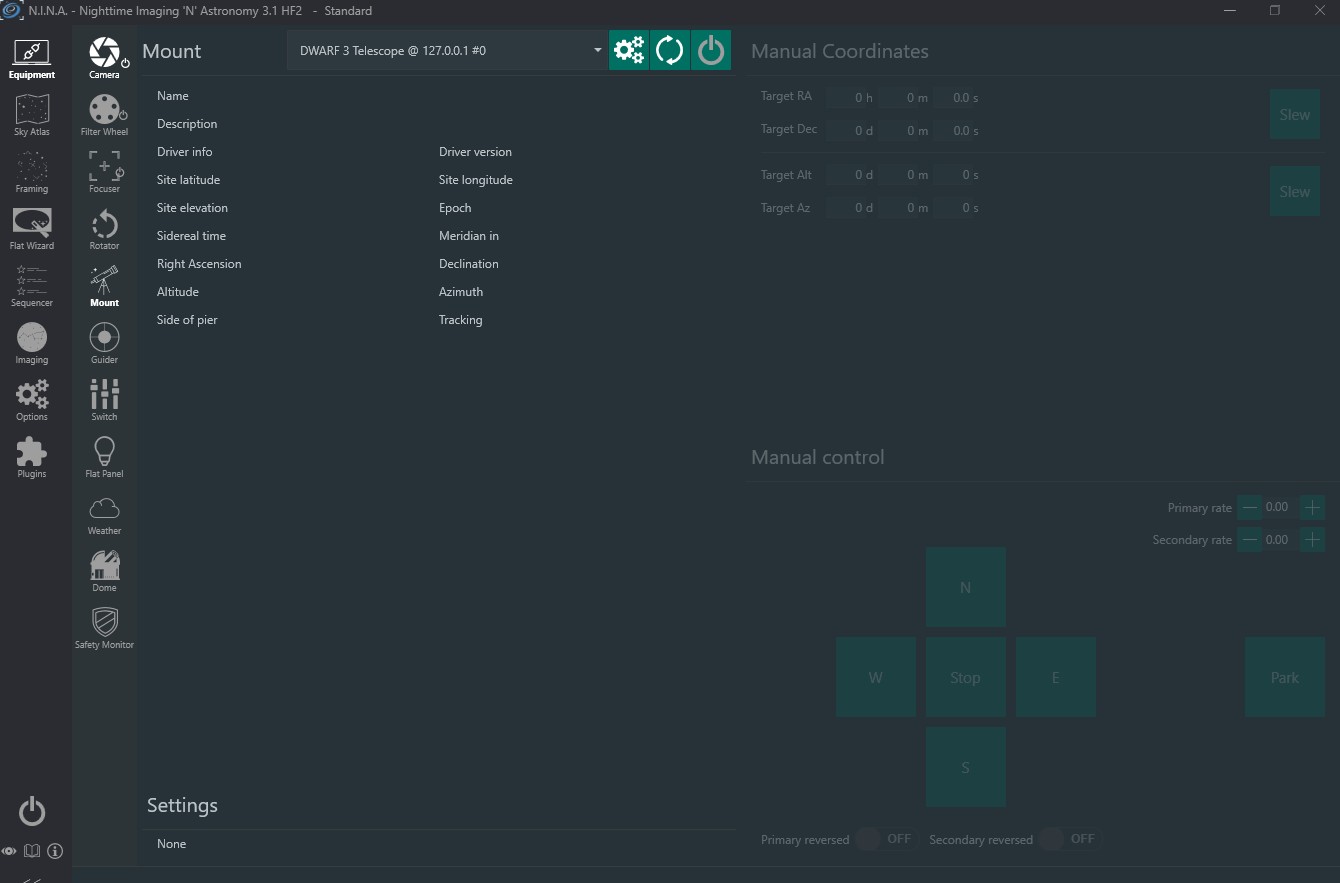 N.I.N.A. - Nighttime Imaging 'N' Astronomy 3.1 HF2 - Standard
Equipment
Sky Atlas
Framing
Flat Wizard
Sequencer
Imaging
Options
Plugins
Camera
Filter Wheel
Focuser
Rotator
Mount
Guider
Switch
Flat Panel
Weather
Dome
Safety Monitor
Mount DWARF 3 Telescope @ 127.0.0.1 #0
Name
Description
Driver info Driver version
Site latitude Site longitude
Site elevation Epoch
Sidereal time Meridian in
Right Ascension Declination
Altitude Azimuth
Side of pier Tracking
Settings
None
Manual Coordinates
Target RA 0 h 0 m 0.0 s
Target Dec 0 d 0 m 0.0 s
Slew
Target Alt 0 d 0 m 0 s
Target Az 0 d 0 m 0 s
Slew
Manual control
Primary rate 0.00
Secondary rate 0.00
N
W Stop E Park
S
Primary reversed OFF Secondary reversed OFF